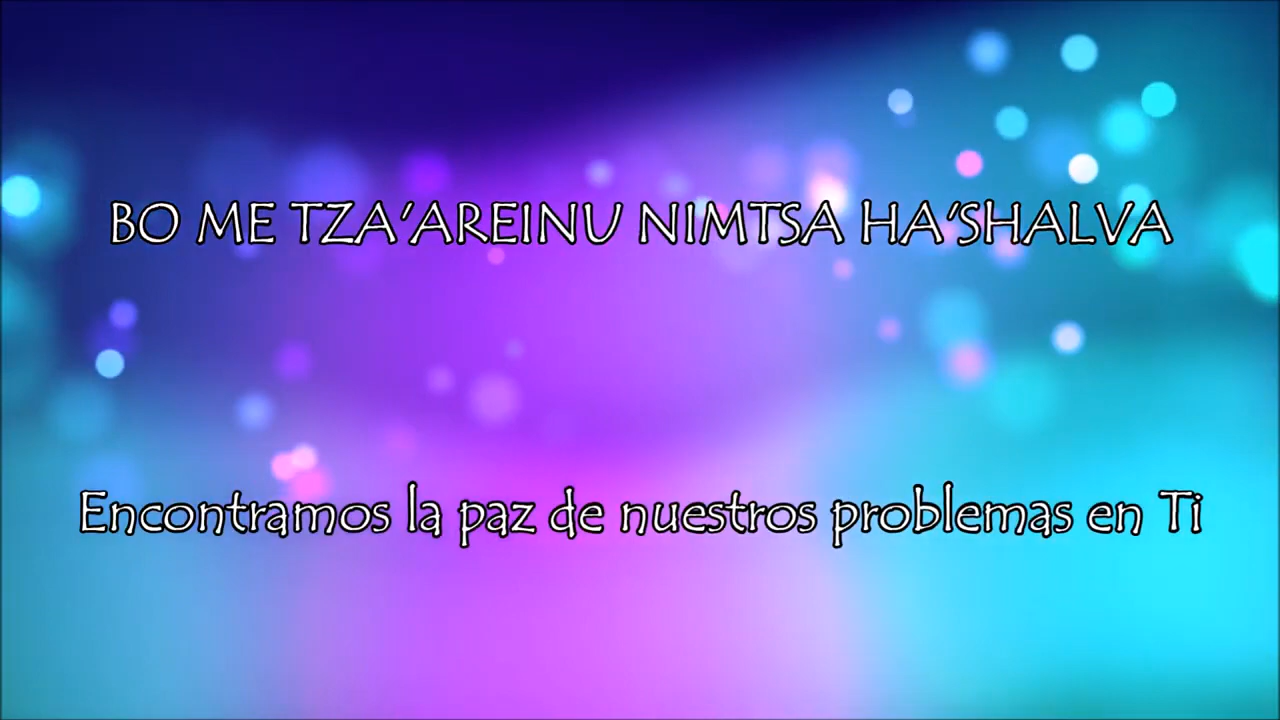 BO ME TZA'AREINU NIMTSA HA'SHALVA
Encontramos la paz de nuestros problemas en Ti